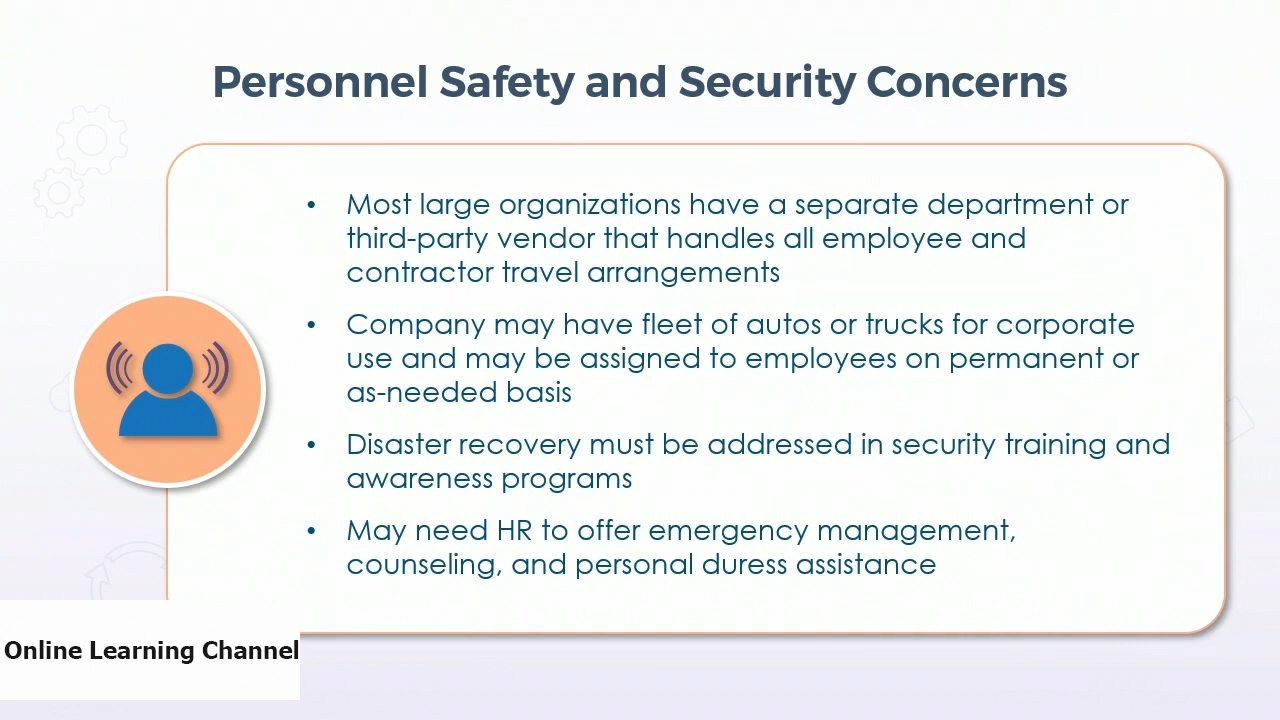 Personnel Safety and Security Concerns
• Most large organizations have a separate department or
third-party vendor that handles all employee and
contractor travel arrangements
• Company may have fleet of autos or trucks for corporate
use and may be assigned to employees on permanent or
as-needed basis
• Disaster recovery must be addressed in security training and
awareness programs
• May need HR to offer emergency management,
counseling, and personal duress assistance
Online Learning Channel